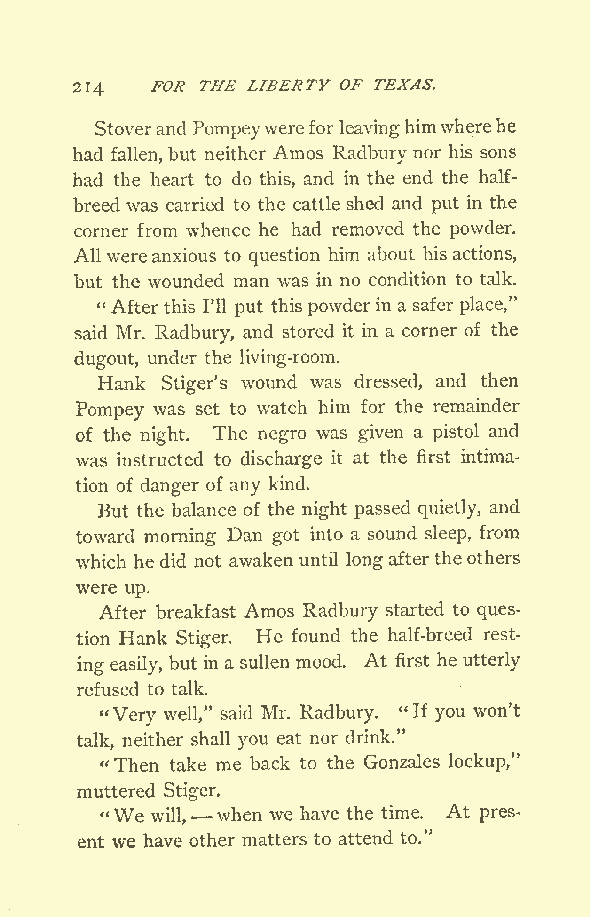 214 FOR THE LIBERTY OF TEXAS.
Stover and Pompey were for leaving him where he
had fallen, but neither Amos Radbury nor his sons
had the heart to do this, and in the end the half-
breed was carried to the cattle shed and put in the
corner from whence he had removed the powder.
All were anxious to question him about his actions,
but the wounded man was in no condition to talk.
“After this I'll put this powder in a safer place,”
said Mr. Radbury, and stored it in a corner of the
dugout, under the living-room.
Hank Stiger's wound was dressed, and then
Pompey was set to watch him for the remainder
of the night. The negro was given a pistol and
was instructed to discharge it at the first intima-
tion of danger of any kind.
But the balance of the night passed quietly, and
toward morning Dan got into a sound sleep, from
which he did not awaken until long after the others
were up.
After breakfast Amos Radbury started to ques-
tion Hank Stiger. He found the half-breed rest-
ing easily, but in a sullen mood. At first he utterly
refused to talk.
“Very well,” said Mr. Radbury. “If you won't
talk, neither shall you eat nor drink.”
“Then take me back to the Gonzales lockup,”
muttered Stiger.
“We will, — when we have the time. At pres-
ent we have other matters to attend to.”